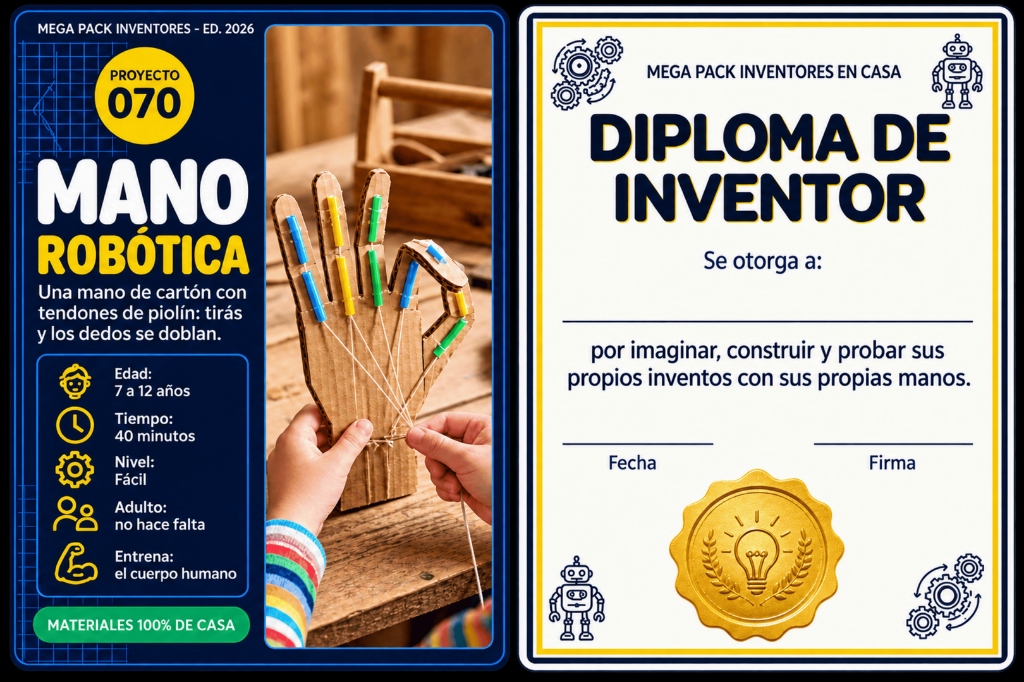 MEGA PACK INVENTORES - ED. 2026
PROYECTO
070
MANO
ROBÓTICA
Una mano de cartón con
tendones de piolín: tirás
y los dedos se doblan.
Edad:
7 a 12 años
Tiempo:
40 minutos
Nivel:
Fácil
Adulto:
no hace falta
Entrena:
el cuerpo humano
MATERIALES 100% DE CASA
MEGA PACK INVENTORES EN CASA
DIPLOMA DE
INVENTOR
Se otorga a:
por imaginar, construir y probar sus
propios inventos con sus propias manos.
Fecha
Firma